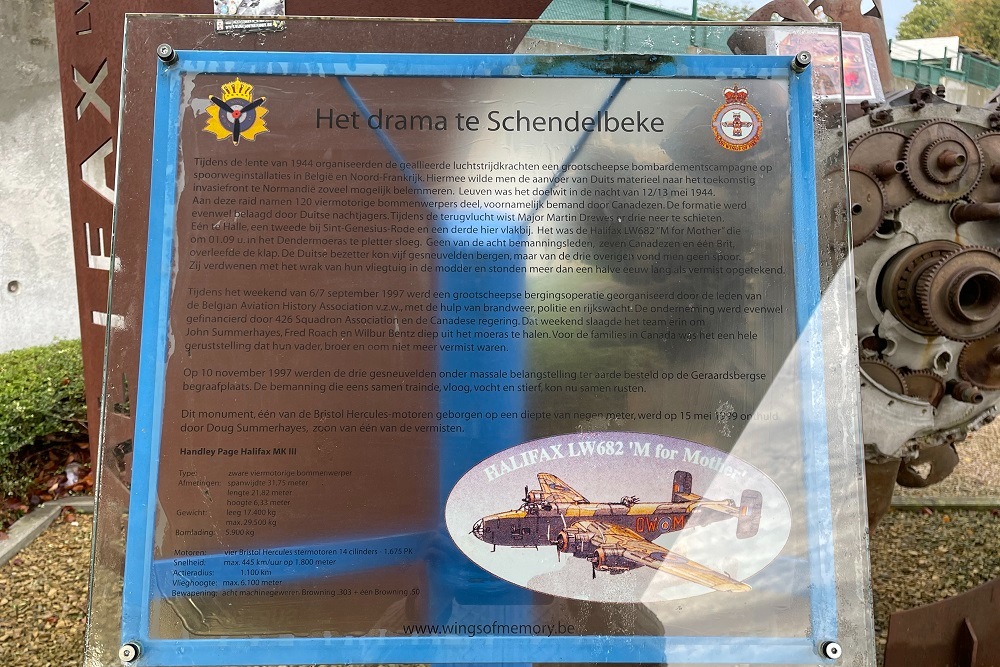 Het drama te Schendelbeke
Tijdens de lente van 1944 organiseerden de geallieerde luchtstrijdkrachten een grootscheepse bombardementscampagne op
spoorweginstallaties in België en Noord-Frankrijk. Hiermee wilde men de aanvoer van Duits materieel naar het toekomstig
invasiefront te Normandië zoveel mogelijk belemmeren. Leuven was het doelwit in de nacht van 12/13 mei 1944.
Aan deze raid namen 120 viermotorige bommenwerpers deel, voornamelijk bemand door Canadezen. De formatie werd
evenwel belaagd door Duitse nachtjagers. Tijdens de terugvlucht wist Major Martin Drewes er drie neer te schieten.
Eén te Halle, een tweede bij Sint-Genesius-Rode en een derde hier vlakbij. Het was de Halifax LW682 "M for Mother" die
om 01.09 u. in het Dendermoeras te pletter sloeg. Geen van de acht bemanningsleden, zeven Canadezen en één Brit,
overleefde de klap. De Duitse bezetter kon vijf gesneuvelden bergen, maar van de drie overigen vond men geen spoor.
Zij verdwenen met het wrak van hun vliegtuig in de modder en stonden meer dan een halve eeuw lang als vermist opgetekend.
Tijdens het weekend van 6/7 september 1997 werd een grootscheepse bergingsoperatie georganiseerd door de leden van
de Belgian Aviation History Association v.z.w., met de hulp van brandweer, politie en rijkswacht. De onderneming werd evenwel
gefinancierd door 426 Squadron Association en de Canadese regering. Dat weekend slaagde het team erin om
John Summerhayes, Fred Roach en Wilbur Bentz diep uit het moeras te halen. Voor de families in Canada was het een hele
geruststelling dat hun vader, broer en oom niet meer vermist waren.
Op 10 november 1997 werden de drie gesneuvelden onder massale belangstelling ter aarde besteld op de Geraardsbergse
begraafplaats. De bemanning die eens samen trainde, vloog, vocht en stierf, kon nu samen rusten.
Dit monument, één van de Bristol Hercules-motoren geborgen op een diepte van negen meter, werd op 15 mei 1999 onthuld
door Doug Summerhayes, zoon van één van de vermisten.
Handley Page Halifax MK III
Type: zware viermotorige bommenwerper
Afmetingen: spanwijdte 31,75 meter
lengte 21,82 meter
hoogte 6,33 meter
Gewicht: leeg 17.400 kg
max. 29.500 kg
Bomlading: 5.900 kg
Motoren: vier Bristol Hercules stermotoren 14 cilinders - 1.675 PK
Snelheid: max. 445 km/uur op 1.800 meter
Actieradius: 1.100 km
Vlieghoogte: max. 6.100 meter
Bewapening: acht machinegeweren Browning .303 + een Browning .50
HALIFAX LW682 'M for Mother'
OW M
www.wingsofmemory.be
HALIFAX LW